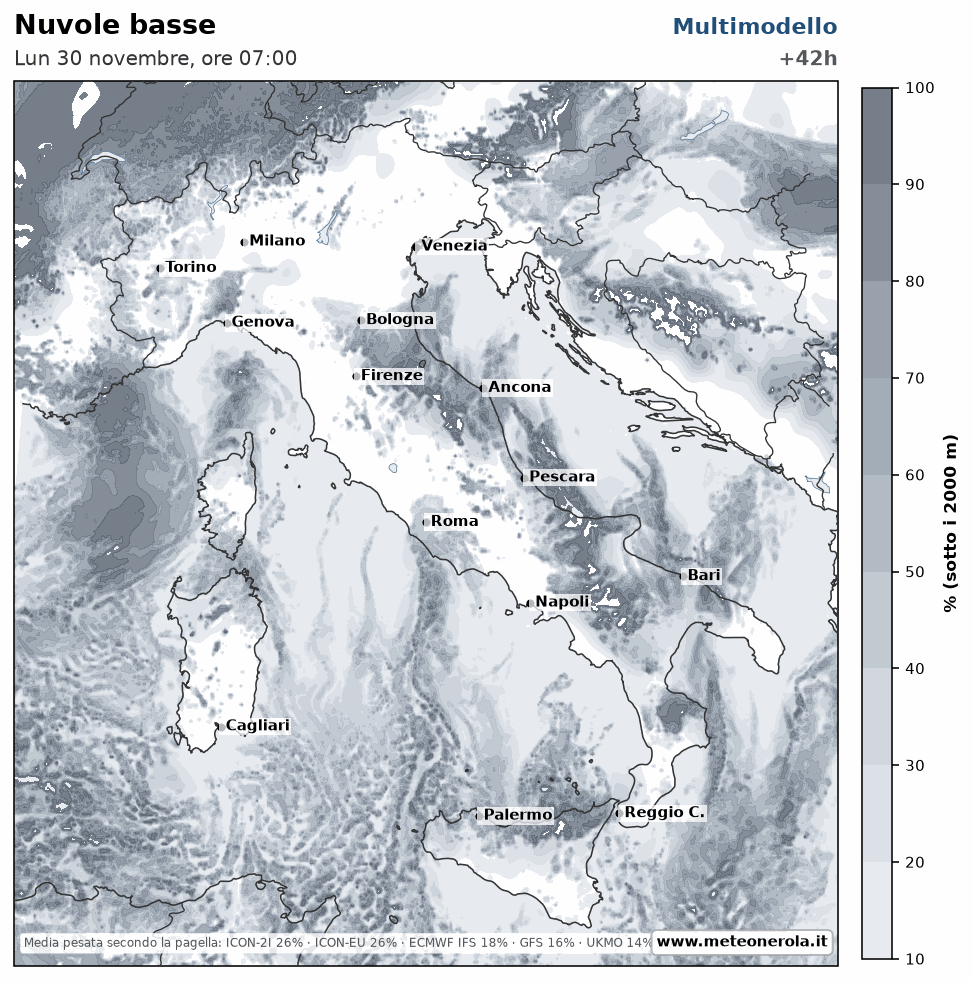 Nuvole basse
Multimodello
Lun 30 novembre, ore 07:00
+42h
Milano
Venezia
Torino
Genova
Bologna
Firenze
Ancona
Pescara
Roma
Bari
Napoli
Cagliari
Palermo
Reggio C.
100
90
80
70
60
50
40
30
20
10
% (sotto i 2000 m)
Media pesata secondo la pagella: ICON-2I 26% · ICON-EU 26% · ECMWF IFS 18% · GFS 16% · UKMO 14%
www.meteonerola.it